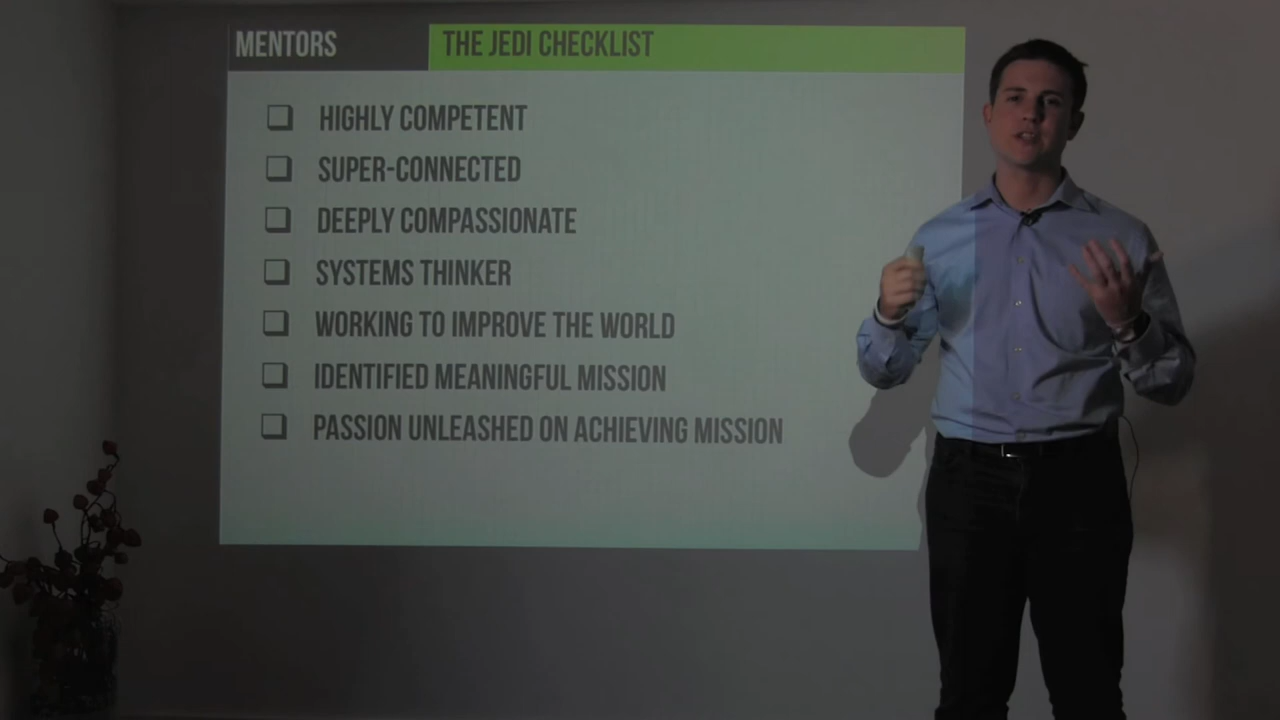 MENTORS
THE JEDI CHECKLIST
HIGHLY COMPETENT
SUPER-CONNECTED
DEEPLY COMPASSIONATE
SYSTEMS THINKER
WORKING TO IMPROVE THE WORLD
IDENTIFIED MEANINGFUL MISSION
PASSION UNLEASHED ON ACHIEVING MISSION